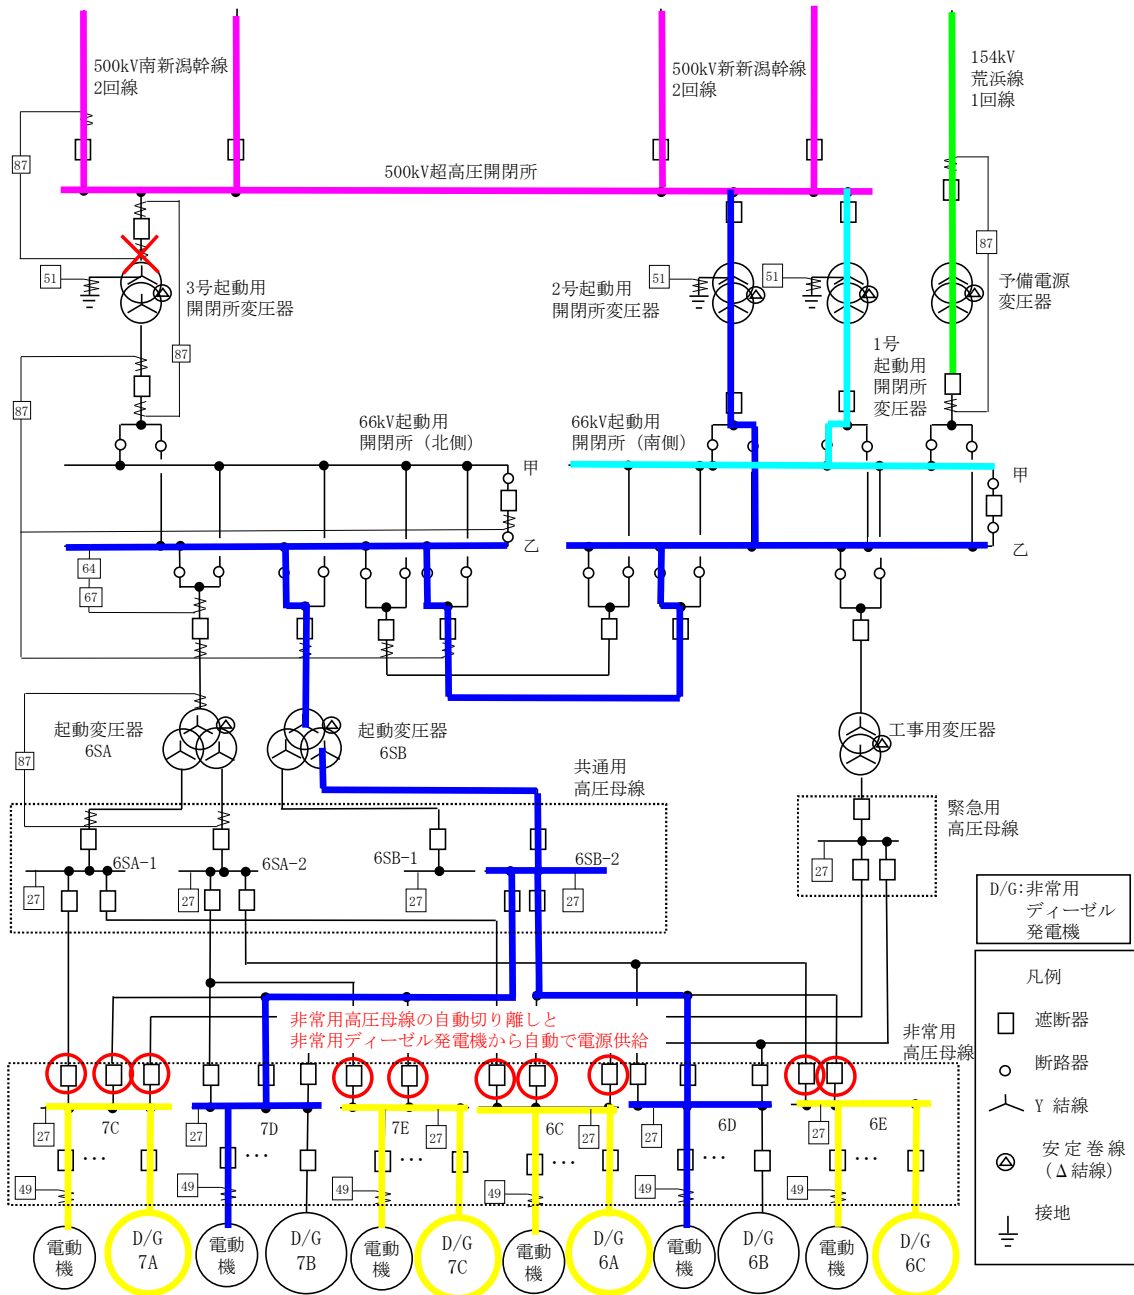 500kV南新潟幹線
2回線
500kV新新潟幹線
2回線
154kV
荒浜線
1回線
87
500kV超高圧開閉所
87
51
51
51
3号起動用
開閉所変圧器
2号起動用
開閉所変圧器
予備電源
変圧器
87
1号
起動用
開閉所
変圧器
87
66kV起動用
開閉所（北側）
66kV起動用
開閉所（南側）
甲
甲
乙
乙
64
67
起動変圧器
6SA
起動変圧器
6SB
工事用変圧器
87
共通用
高圧母線
緊急用
高圧母線
6SA-1
6SA-2
6SB-1
6SB-2
27
27
27
27
27
D/G:非常用
ディーゼル
発電機
凡例
遮断器
断路器
Y 結線
安定巻線
(Δ結線)
接地
非常用高圧母線の自動切り離しと
非常用ディーゼル発電機から自動で電源供給
非常用
高圧母線
7C
7D
7E
6C
6D
6E
27
27
27
27
27
27
･･･
･･･
･･･
･･･
･･･
･･･
49
49
49
49
49
49
電動
機
D/G
7A
電動
機
D/G
7B
電動
機
D/G
7C
電動
機
D/G
6A
電動
機
D/G
6B
電動
機
D/G
6C